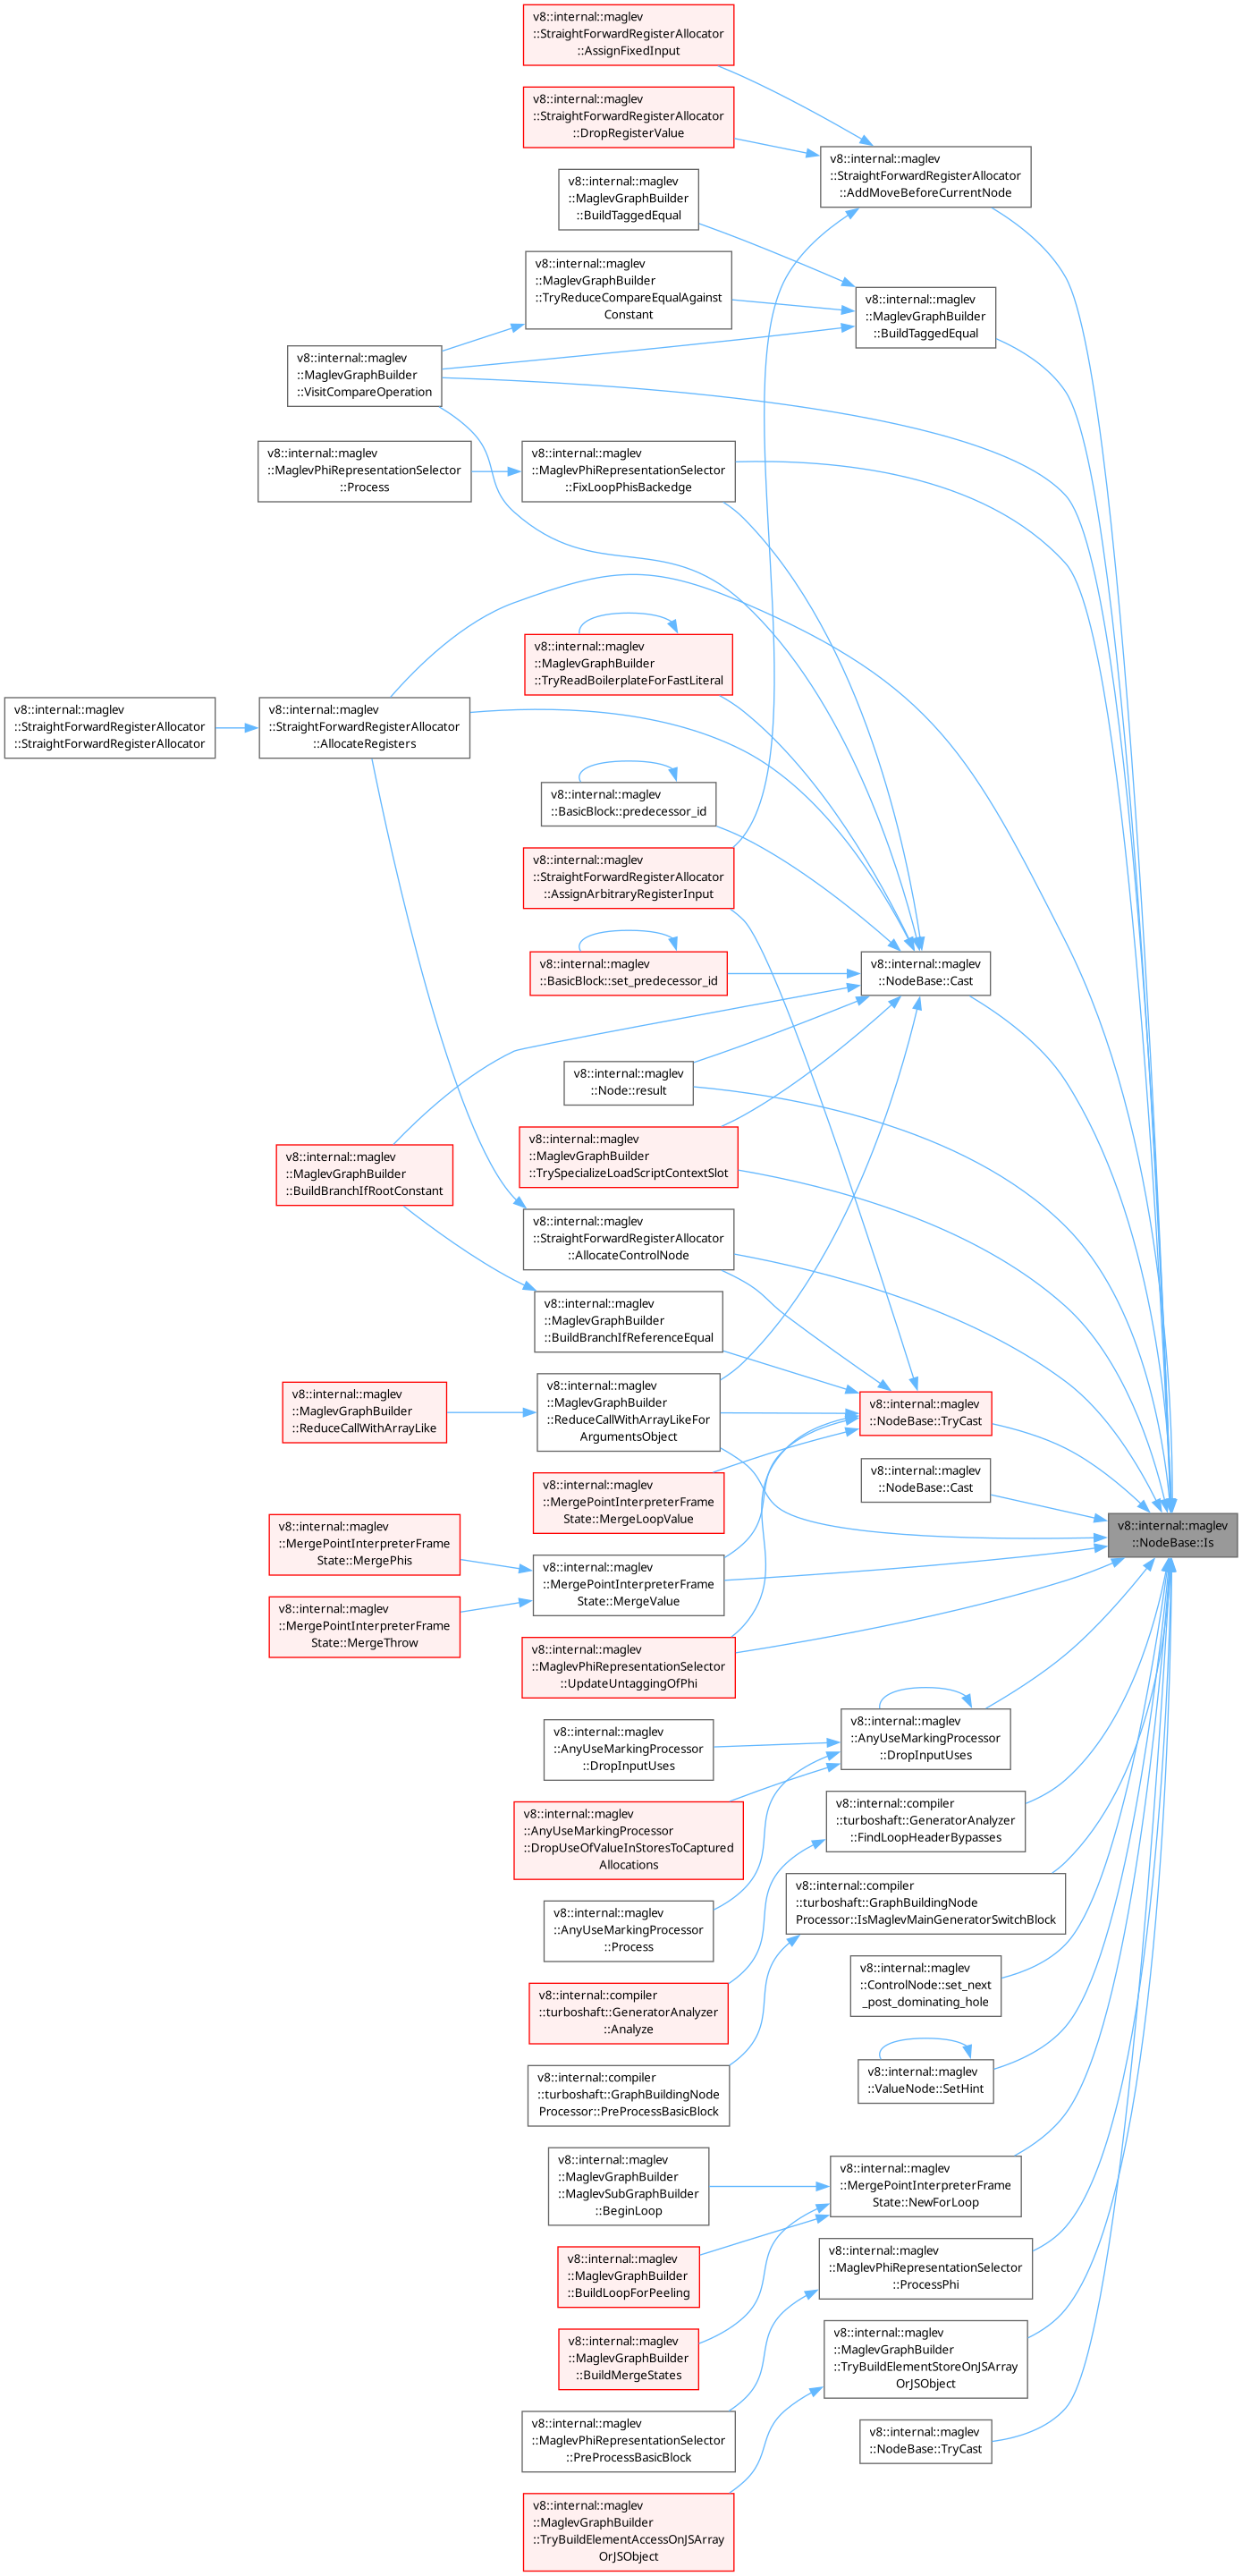 v8::internal::maglev
::StraightForwardRegisterAllocator
::AssignFixedInput
v8::internal::maglev
::StraightForwardRegisterAllocator
::DropRegisterValue
v8::internal::maglev
::StraightForwardRegisterAllocator
::AddMoveBeforeCurrentNode
v8::internal::maglev
::MaglevGraphBuilder
::BuildTaggedEqual
v8::internal::maglev
::MaglevGraphBuilder
::TryReduceCompareEqualAgainst
Constant
v8::internal::maglev
::MaglevGraphBuilder
::BuildTaggedEqual
v8::internal::maglev
::MaglevGraphBuilder
::VisitCompareOperation
v8::internal::maglev
::MaglevPhiRepresentationSelector
::Process
v8::internal::maglev
::MaglevPhiRepresentationSelector
::FixLoopPhisBackedge
v8::internal::maglev
::MaglevGraphBuilder
::TryReadBoilerplateForFastLiteral
v8::internal::maglev
::StraightForwardRegisterAllocator
::StraightForwardRegisterAllocator
v8::internal::maglev
::StraightForwardRegisterAllocator
::AllocateRegisters
v8::internal::maglev
::BasicBlock::predecessor_id
v8::internal::maglev
::StraightForwardRegisterAllocator
::AssignArbitraryRegisterInput
v8::internal::maglev
::BasicBlock::set_predecessor_id
v8::internal::maglev
::NodeBase::Cast
v8::internal::maglev
::Node::result
v8::internal::maglev
::MaglevGraphBuilder
::TrySpecializeLoadScriptContextSlot
v8::internal::maglev
::MaglevGraphBuilder
::BuildBranchIfRootConstant
v8::internal::maglev
::StraightForwardRegisterAllocator
::AllocateControlNode
v8::internal::maglev
::MaglevGraphBuilder
::BuildBranchIfReferenceEqual
v8::internal::maglev
::MaglevGraphBuilder
::ReduceCallWithArrayLike
v8::internal::maglev
::MaglevGraphBuilder
::ReduceCallWithArrayLikeFor
ArgumentsObject
v8::internal::maglev
::NodeBase::TryCast
v8::internal::maglev
::NodeBase::Cast
v8::internal::maglev
::MergePointInterpreterFrame
State::MergeLoopValue
v8::internal::maglev
::NodeBase::Is
v8::internal::maglev
::MergePointInterpreterFrame
State::MergePhis
v8::internal::maglev
::MergePointInterpreterFrame
State::MergeValue
v8::internal::maglev
::MergePointInterpreterFrame
State::MergeThrow
v8::internal::maglev
::MaglevPhiRepresentationSelector
::UpdateUntaggingOfPhi
v8::internal::maglev
::AnyUseMarkingProcessor
::DropInputUses
v8::internal::maglev
::AnyUseMarkingProcessor
::DropInputUses
v8::internal::maglev
::AnyUseMarkingProcessor
::DropUseOfValueInStoresToCaptured
Allocations
v8::internal::compiler
::turboshaft::GeneratorAnalyzer
::FindLoopHeaderBypasses
v8::internal::maglev
::AnyUseMarkingProcessor
::Process
v8::internal::compiler
::turboshaft::GraphBuildingNode
Processor::IsMaglevMainGeneratorSwitchBlock
v8::internal::compiler
::turboshaft::GeneratorAnalyzer
::Analyze
v8::internal::maglev
::ControlNode::set_next
_post_dominating_hole
v8::internal::compiler
::turboshaft::GraphBuildingNode
Processor::PreProcessBasicBlock
v8::internal::maglev
::ValueNode::SetHint
v8::internal::maglev
::MaglevGraphBuilder
::MaglevSubGraphBuilder
::BeginLoop
v8::internal::maglev
::MergePointInterpreterFrame
State::NewForLoop
v8::internal::maglev
::MaglevGraphBuilder
::BuildLoopForPeeling
v8::internal::maglev
::MaglevPhiRepresentationSelector
::ProcessPhi
v8::internal::maglev
::MaglevGraphBuilder
::BuildMergeStates
v8::internal::maglev
::MaglevGraphBuilder
::TryBuildElementStoreOnJSArray
OrJSObject
v8::internal::maglev
::MaglevPhiRepresentationSelector
::PreProcessBasicBlock
v8::internal::maglev
::NodeBase::TryCast
v8::internal::maglev
::MaglevGraphBuilder
::TryBuildElementAccessOnJSArray
OrJSObject